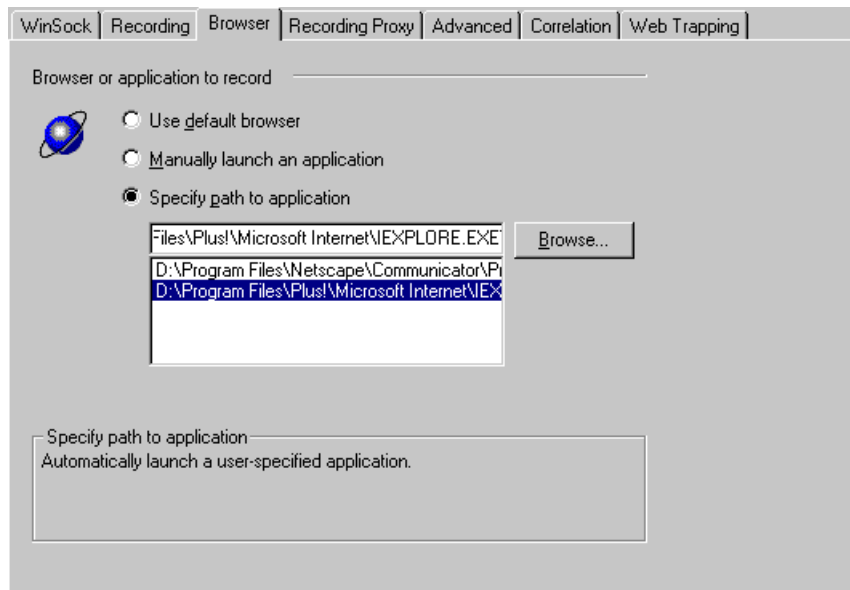 WinSock Recording Browser Recording Proxy Advanced Correlation Web Trapping
Browser or application to record
Use default browser
Manually launch an application
Specify path to application
Files\Plus!\Microsoft Internet\IEXPLORE.EXE
Browse...
D:\Program Files\Netscape\Communicator\Pr
D:\Program Files\Plus!\Microsoft Internet\IEX
Specify path to application
Automatically launch a user-specified application.